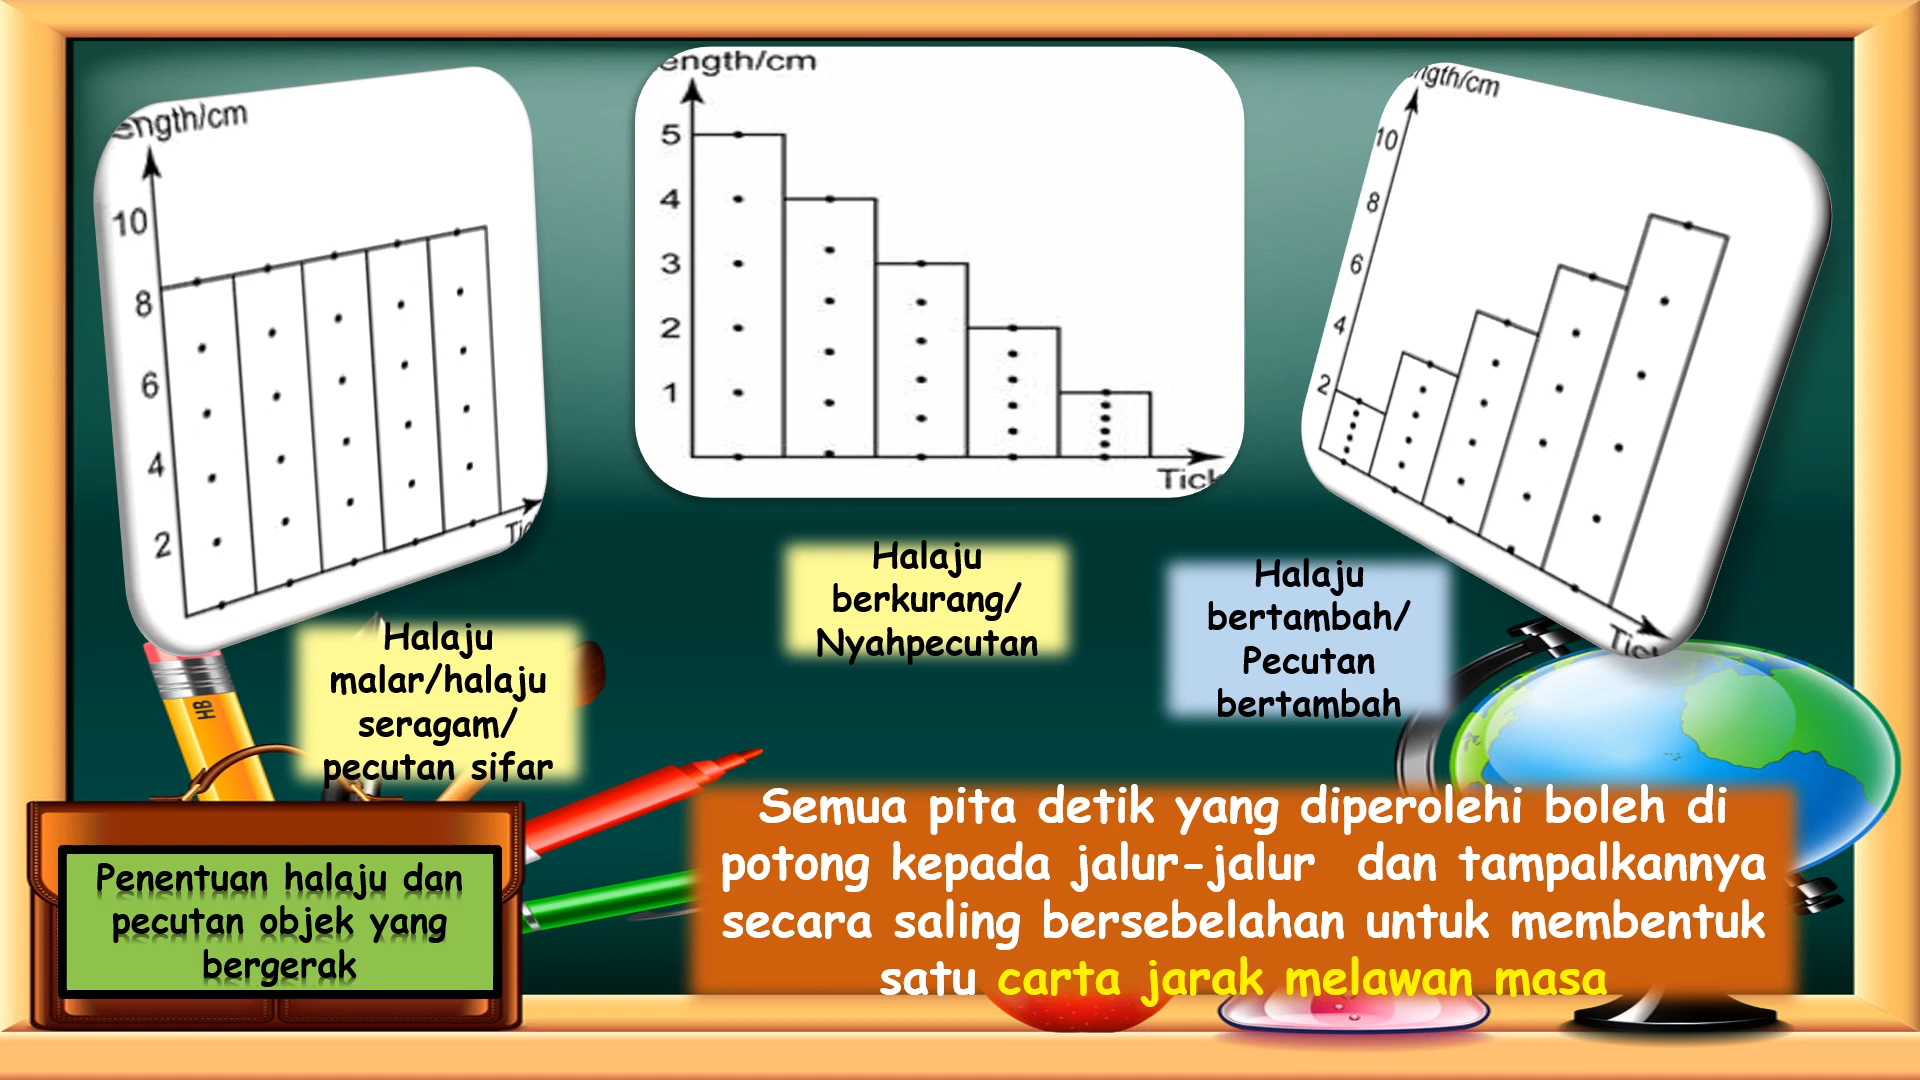 ength/cm
10
8
6
4
2
ength/cm
5
4
3
2
1
Tick
ngth/cm
10
8
6
4
2
Halaju
malar/halaju
seragam/
pecutan sifar
Halaju
berkurang/
Nyahpecutan
Halaju
bertambah/
Pecutan
bertambah
HB
Penentuan halaju dan
pecutan objek yang
bergerak
Semua pita detik yang diperolehi boleh di
potong kepada jalur-jalur dan tampalkannya
secara saling bersebelahan untuk membentuk
satu carta jarak melawan masa